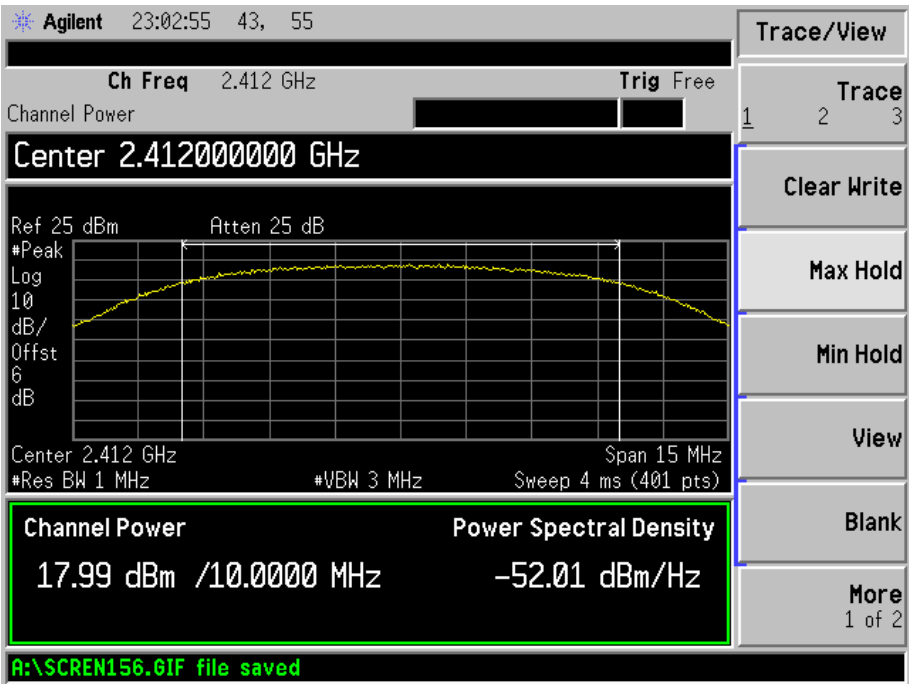 Agilent 23:02:55 43, 55
Trace/View
Ch Freq 2.412 GHz Trig Free
Channel Power
Trace
1 2 3
Center 2.412000000 GHz
Clear Write
Ref 25 dBm Atten 25 dB
#Peak
Log
10
dB/
Offst
6
dB
Max Hold
Min Hold
View
Center 2.412 GHz Span 15 MHz
#Res BW 1 MHz #VBW 3 MHz Sweep 4 ms (401 pts)
Blank
Channel Power Power Spectral Density
17.99 dBm /10.0000 MHz -52.01 dBm/Hz
More
1 of 2
A:\SCREN156.GIF file saved